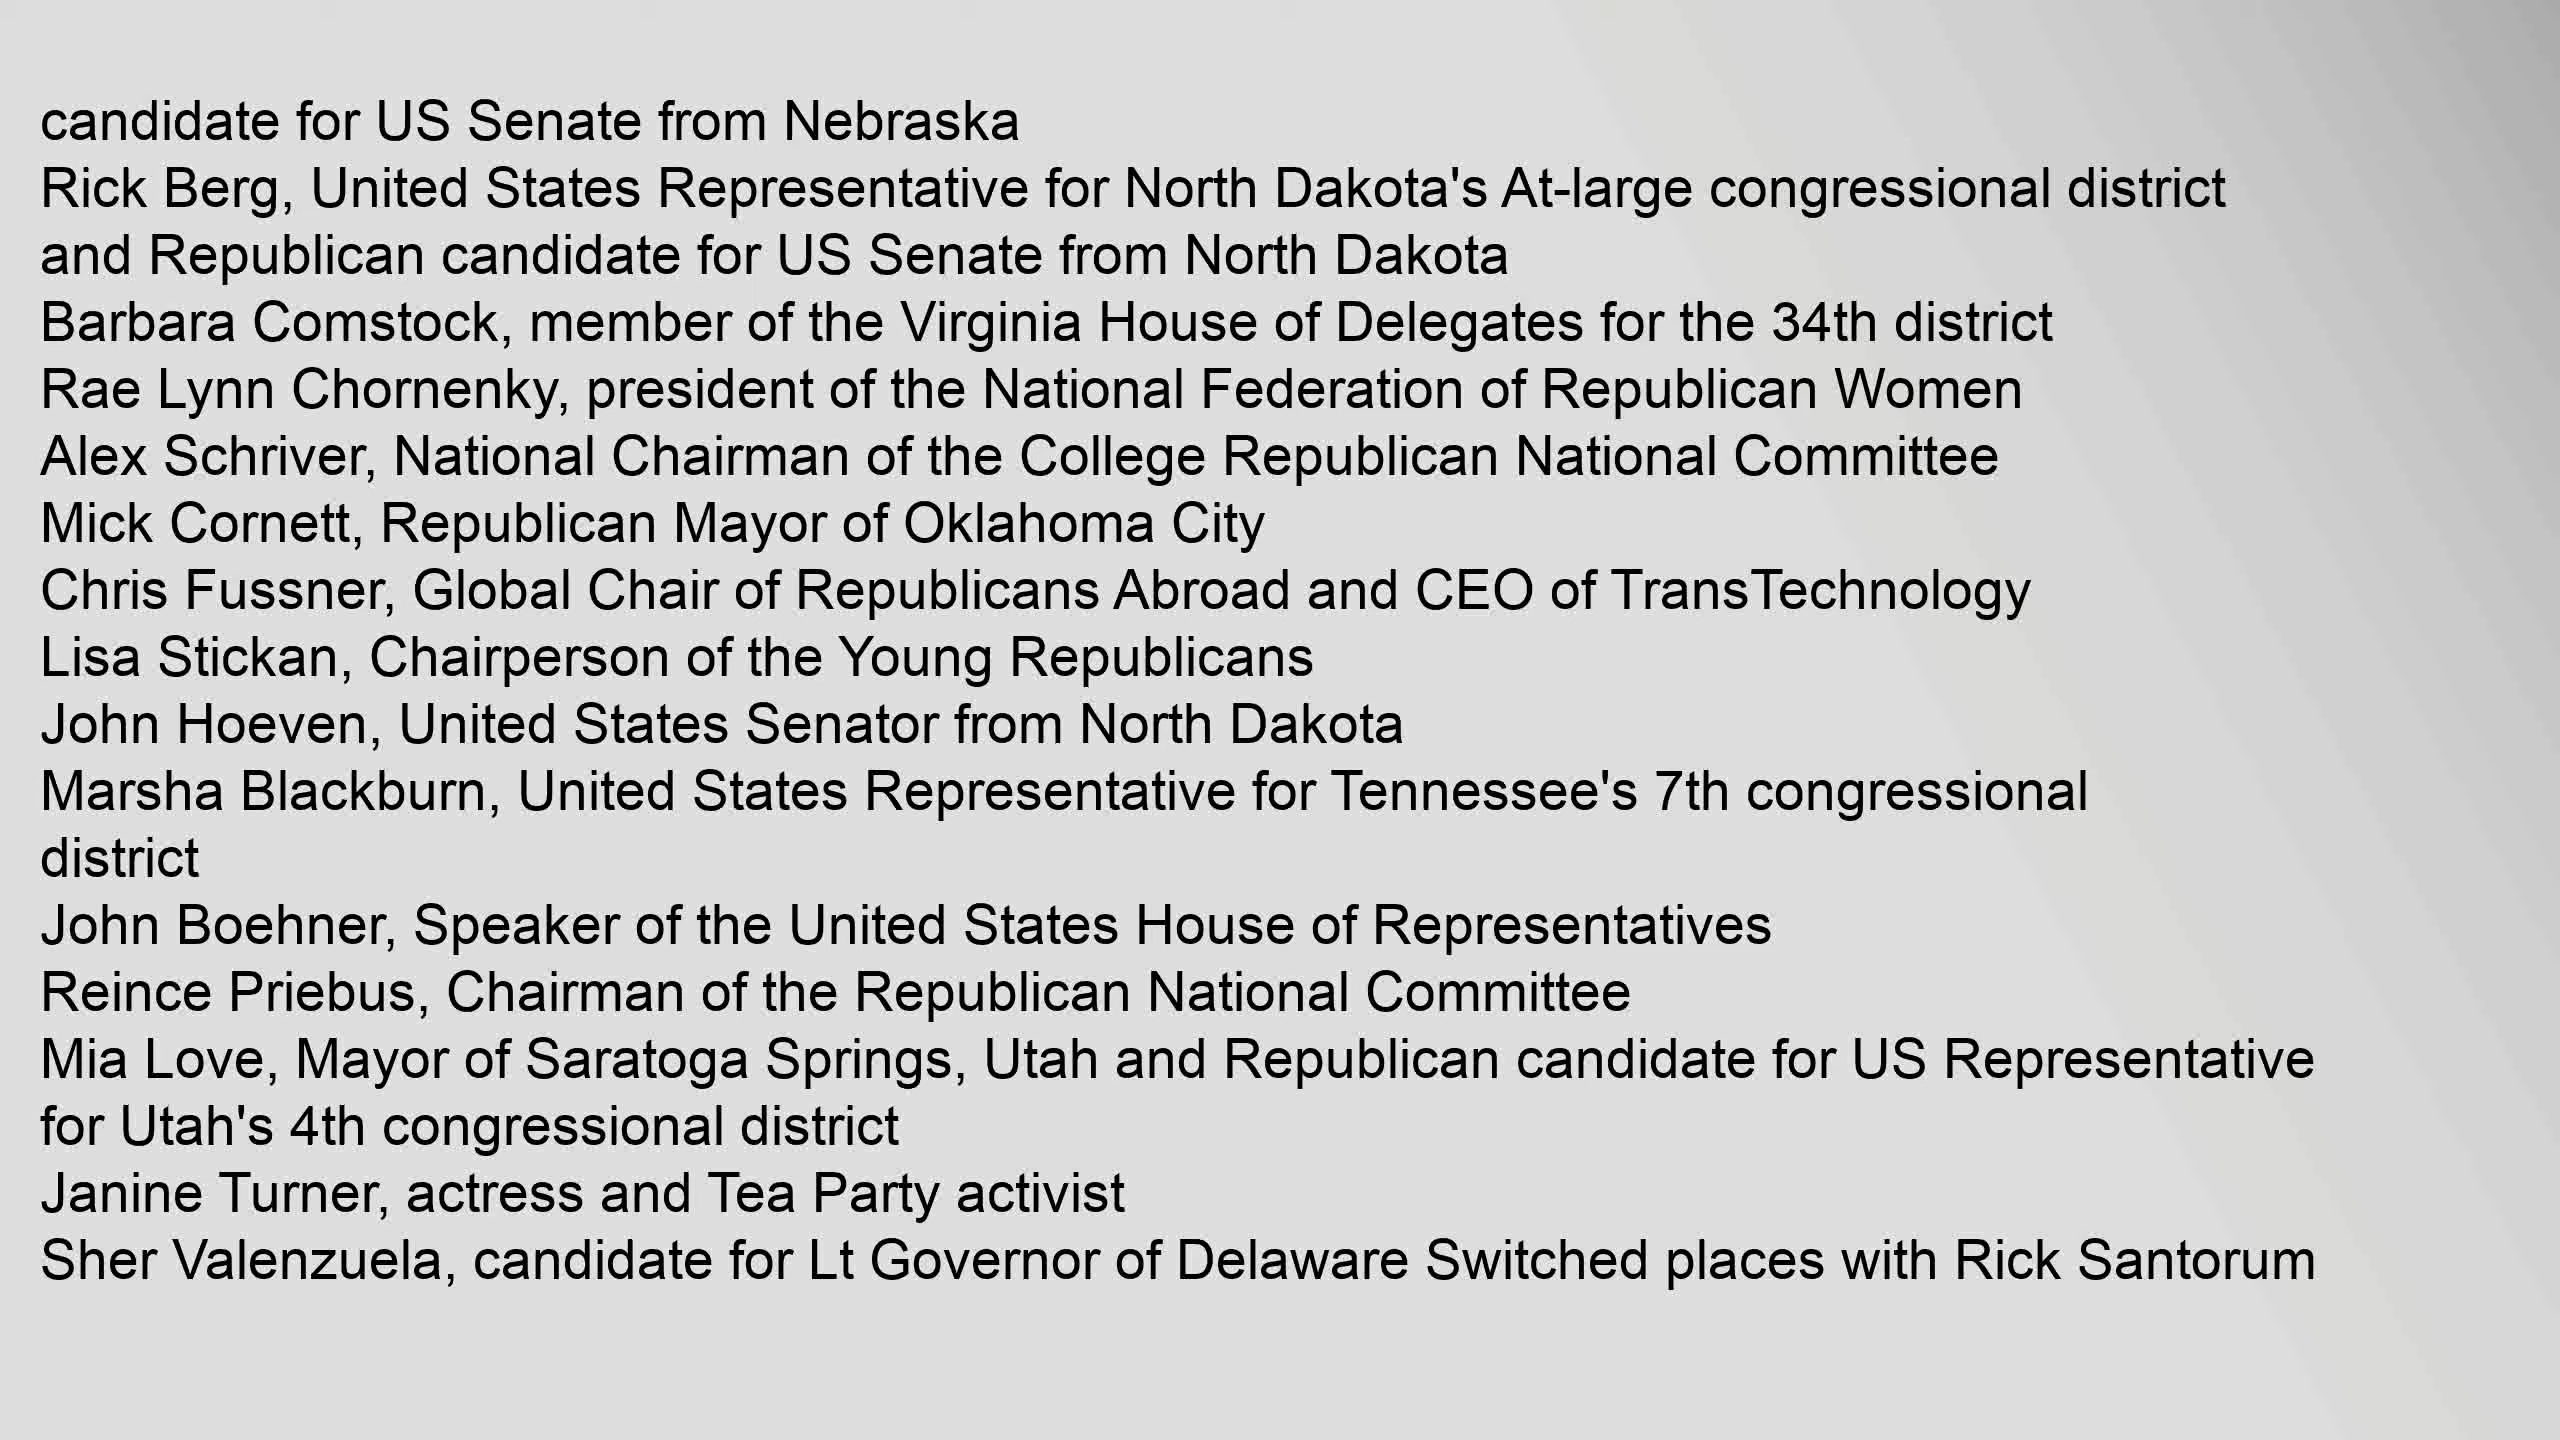 candidate for US Senate from Nebraska
Rick Berg, United States Representative for North Dakota's At-large congressional district
and Republican candidate for US Senate from North Dakota
Barbara Comstock, member of the Virginia House of Delegates for the 34th district
Rae Lynn Chornenky, president of the National Federation of Republican Women
Alex Schriver, National Chairman of the College Republican National Committee
Mick Cornett, Republican Mayor of Oklahoma City
Chris Fussner, Global Chair of Republicans Abroad and CEO of TransTechnology
Lisa Stickan, Chairperson of the Young Republicans
John Hoeven, United States Senator from North Dakota
Marsha Blackburn, United States Representative for Tennessee's 7th congressional
district
John Boehner, Speaker of the United States House of Representatives
Reince Priebus, Chairman of the Republican National Committee
Mia Love, Mayor of Saratoga Springs, Utah and Republican candidate for US Representative
for Utah's 4th congressional district
Janine Turner, actress and Tea Party activist
Sher Valenzuela, candidate for Lt Governor of Delaware Switched places with Rick Santorum